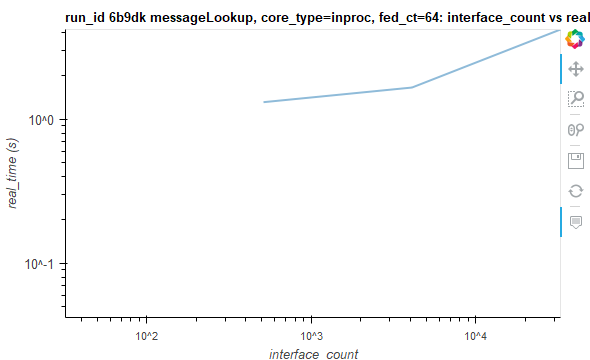 run_id 6b9dk messageLookup, core_type=inproc, fed_ct=64: interface_count vs real
real_time (s)
10^0
10^-1
10^2
10^3
10^4
interface_count